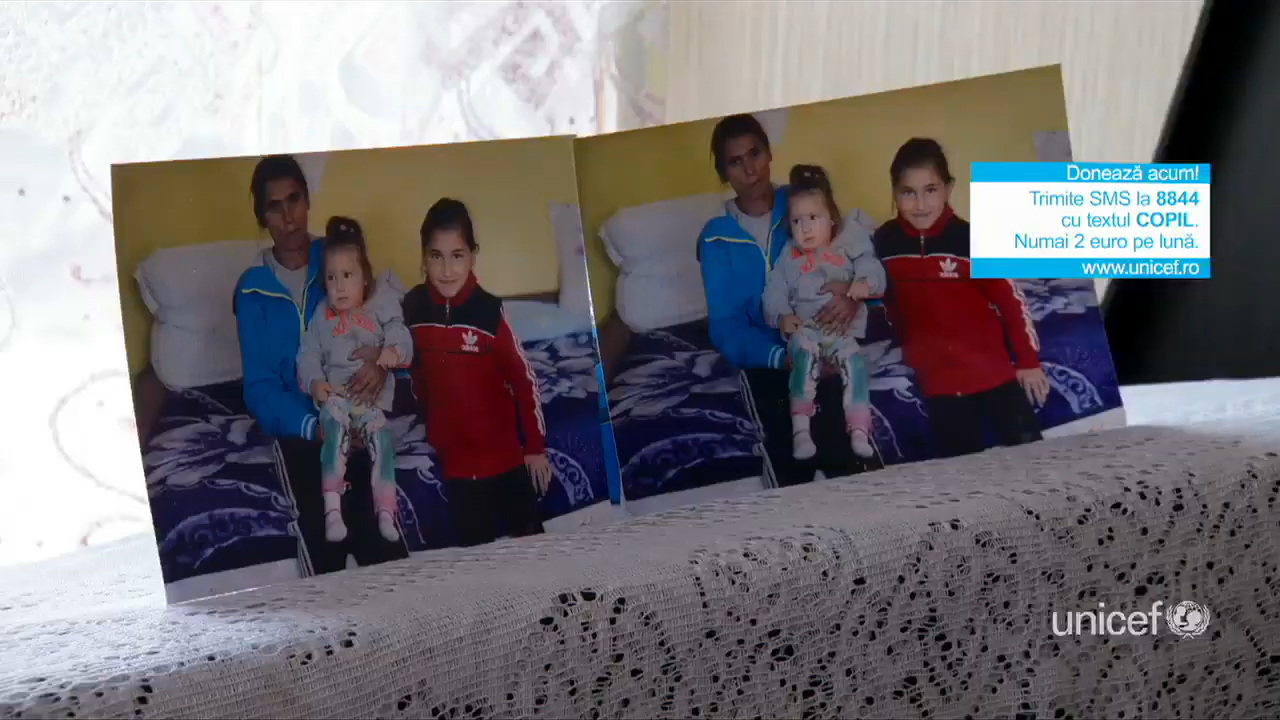 Donează acum!
Trimite SMS la 8844
cu textul COPIL.
Numai 2 euro pe lună.
www.unicef.ro
unicef